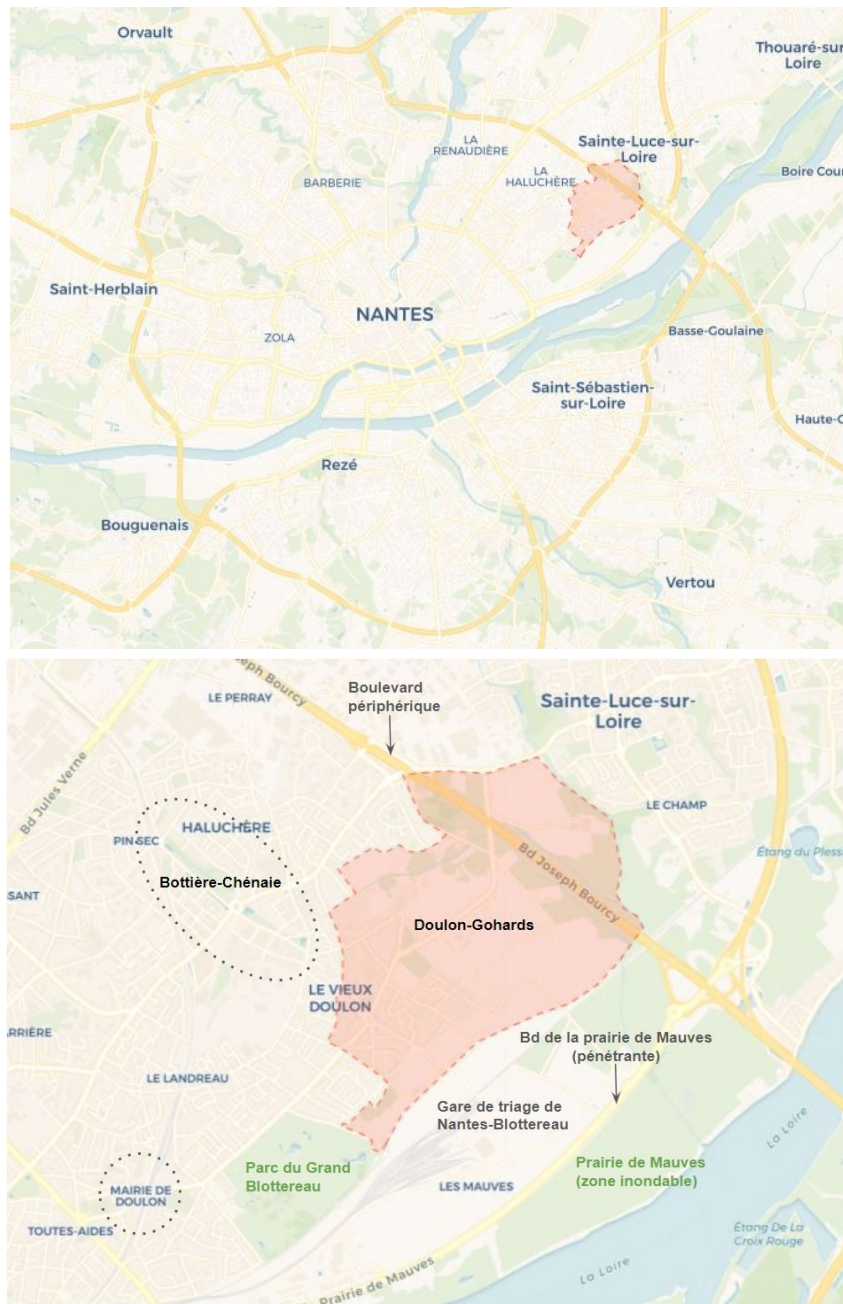 Orvault
Thouaré-sur-
Loire
LA
RENAUDIÈRE
Sainte-Luce-sur-
Loire
LA
HALUCHÈRE
BARBERIE
Boire Cour
Saint-Herblain
NANTES
ZOLA
Basse-Goulaine
Saint-Sébastien-
sur-Loire
Haute-G
Rezé
Bouguenais
Vertou
oseph Bourcy
LE PERRAY
Boulevard
périphérique
Sainte-Luce-sur-
Loire
Bd Jules Verne
LE CHAMP
HALUCHÈRE
PIN SEC
Bd Joseph Bourcy
Étang du Pless
Bottière-Chénaie
SANT
Doulon-Gohards
LE VIEUX
DOULON
ARRIÈRE
Bd de la prairie de Mauves
(pénétrante)
LE LANDREAU
Gare de triage de
Nantes-Blottereau
La Loire
Parc du Grand
Blottereau
Prairie de Mauves
(zone inondable)
MAIRIE DE
DOULON
LES MAUVES
TOUTES-AIDES
Étang De La
Croix Rouge
La Loire
Prairie de Mauves